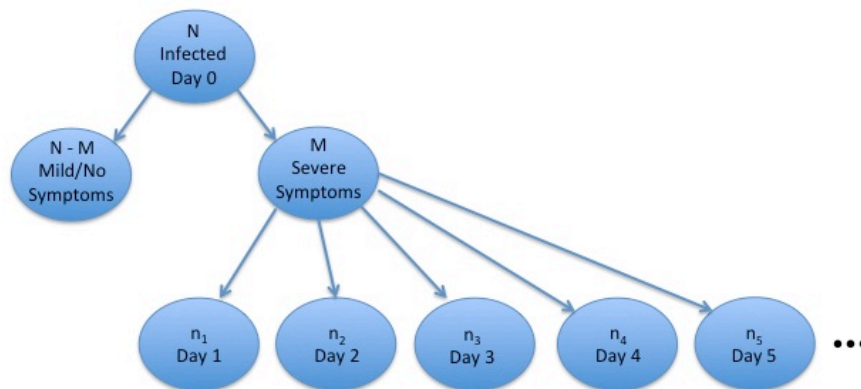 N
Infected
Day 0
N - M
Mild/No
Symptoms
M
Severe
Symptoms
n₁
Day 1
n₂
Day 2
n₃
Day 3
n₄
Day 4
n₅
Day 5
...